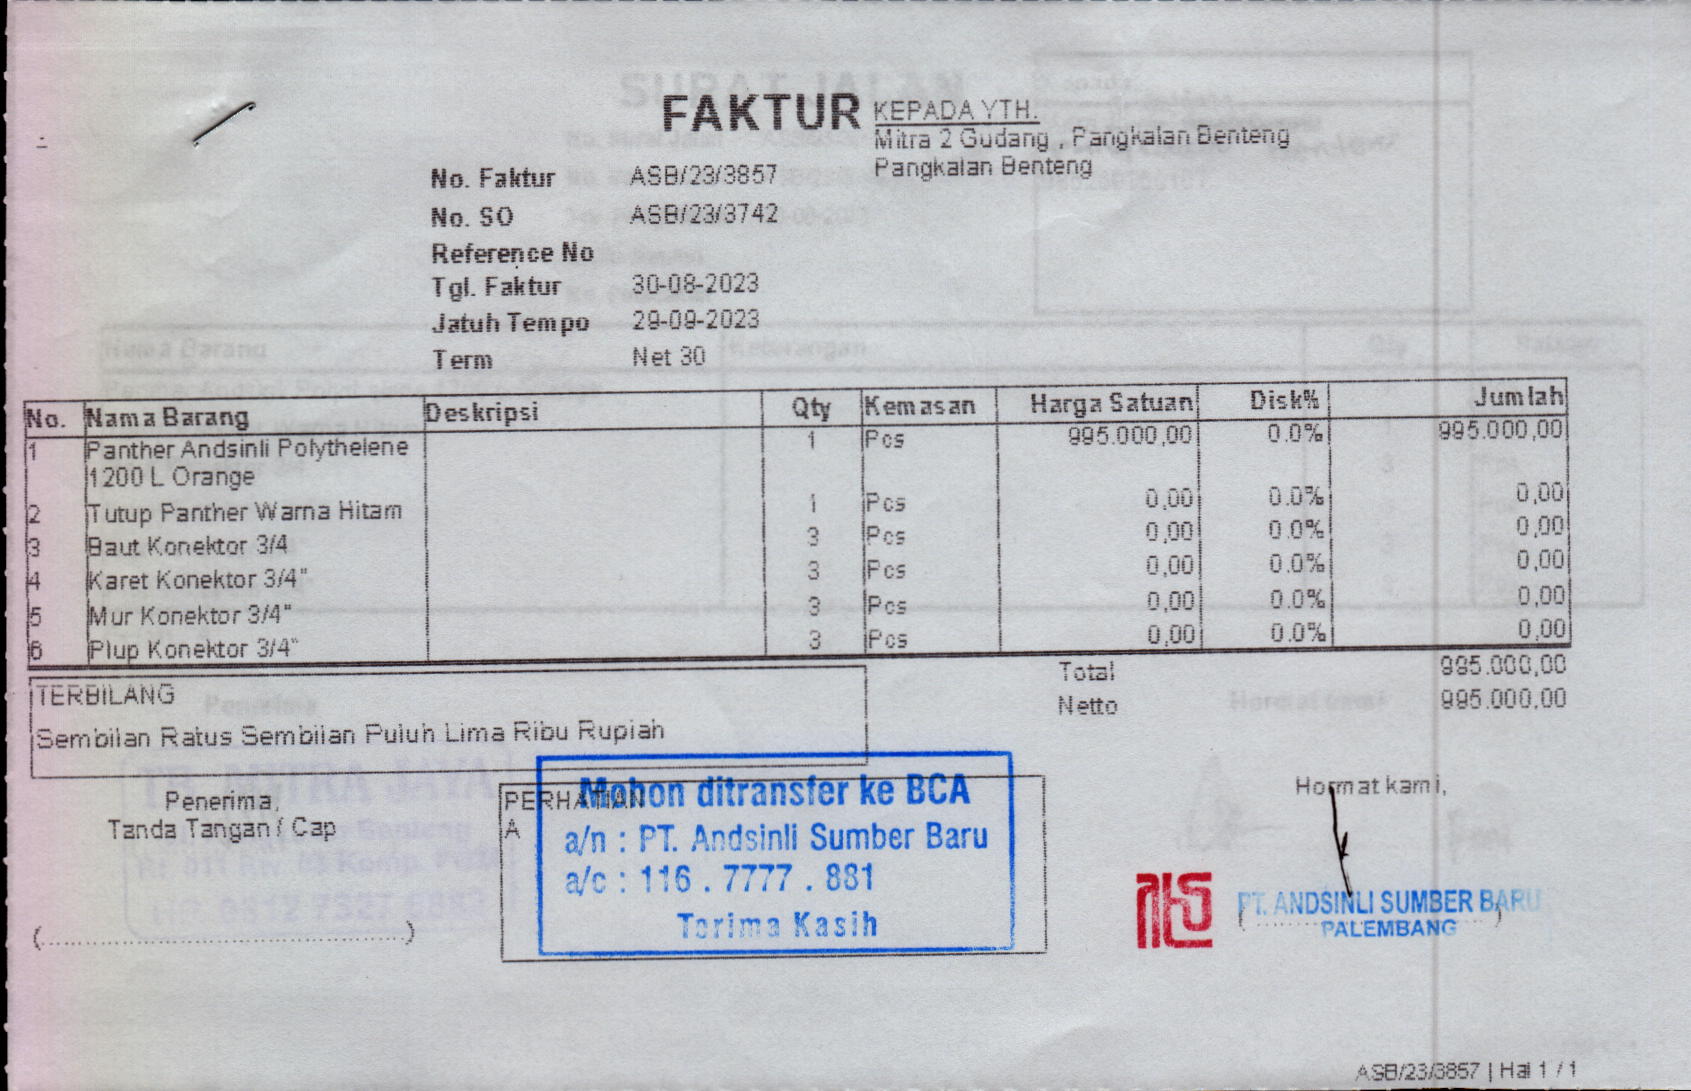 FAKTUR
KEPADA YTH.
Mitra 2 Gudang , Pangkalan Benteng
Pangkalan Benteng
No. Faktur ASB/23/3857
No. SO ASB/23/3742
Reference No
Tgl. Faktur 30-08-2023
Jatuh Tempo 29-09-2023
Term Net 30
No. Nama Barang Deskripsi Qty Kemasan Harga Satuan Disk% Jumlah
1 Panther Andsinli Polythelene 1 Pcs 995.000,00 0.0% 995.000,00
1200 L Orange
2 Tutup Panther Warna Hitam 1 Pcs 0,00 0.0% 0,00
3 Baut Konektor 3/4 3 Pcs 0,00 0.0% 0,00
4 Karet Konektor 3/4" 3 Pcs 0,00 0.0% 0,00
5 Mur Konektor 3/4" 3 Pcs 0,00 0.0% 0,00
6 Plup Konektor 3/4" 3 Pcs 0,00 0.0% 0,00
Total 995.000,00
Netto 995.000,00
TERBILANG
Sembilan Ratus Sembilan Puluh Lima Ribu Rupiah
Penerima,
Tanda Tangan / Cap
(........................................)
PERHATIAN
A
Mohon ditransfer ke BCA
a/n : PT. Andsinli Sumber Baru
a/c : 116 . 7777 . 881
Terima Kasih
Hormat kami,
PT. ANDSINLI SUMBER BARU
PALEMBANG
ASB/23/3857 | Hal 1 / 1